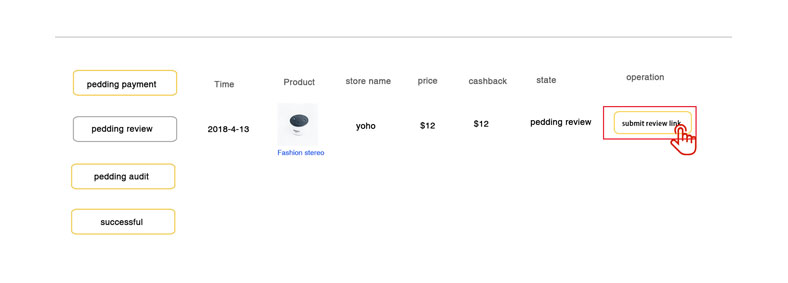 pedding payment
pedding review
pedding audit
successful
Time
Product
store name
price
cashback
state
operation
2018-4-13
Fashion stereo
yoho
$12
$12
pedding review
submit review link